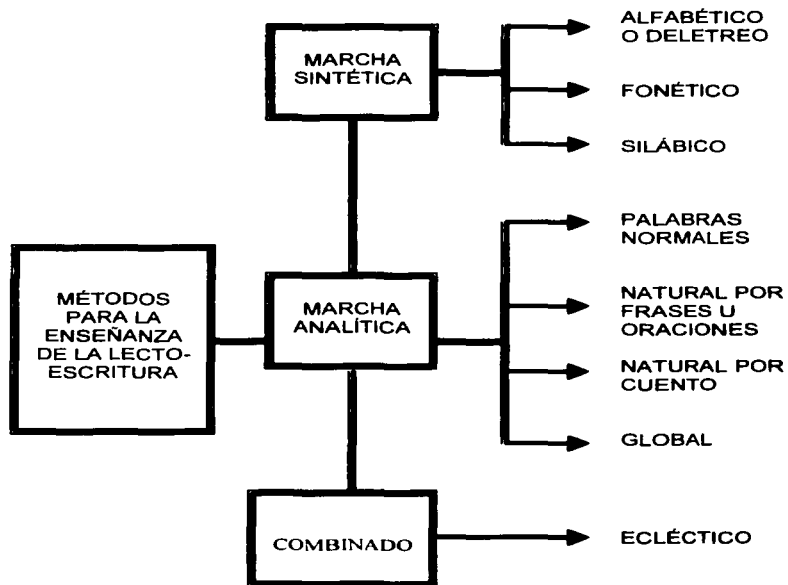 MÉTODOS
PARA LA
ENSEÑANZA
DE LA LECTO-
ESCRITURA
MARCHA
SINTÉTICA
ALFABÉTICO
O DELETREO
FONÉTICO
SILÁBICO
MARCHA
ANALÍTICA
PALABRAS
NORMALES
NATURAL POR
FRASES U
ORACIONES
NATURAL POR
CUENTO
GLOBAL
COMBINADO
ECLÉCTICO